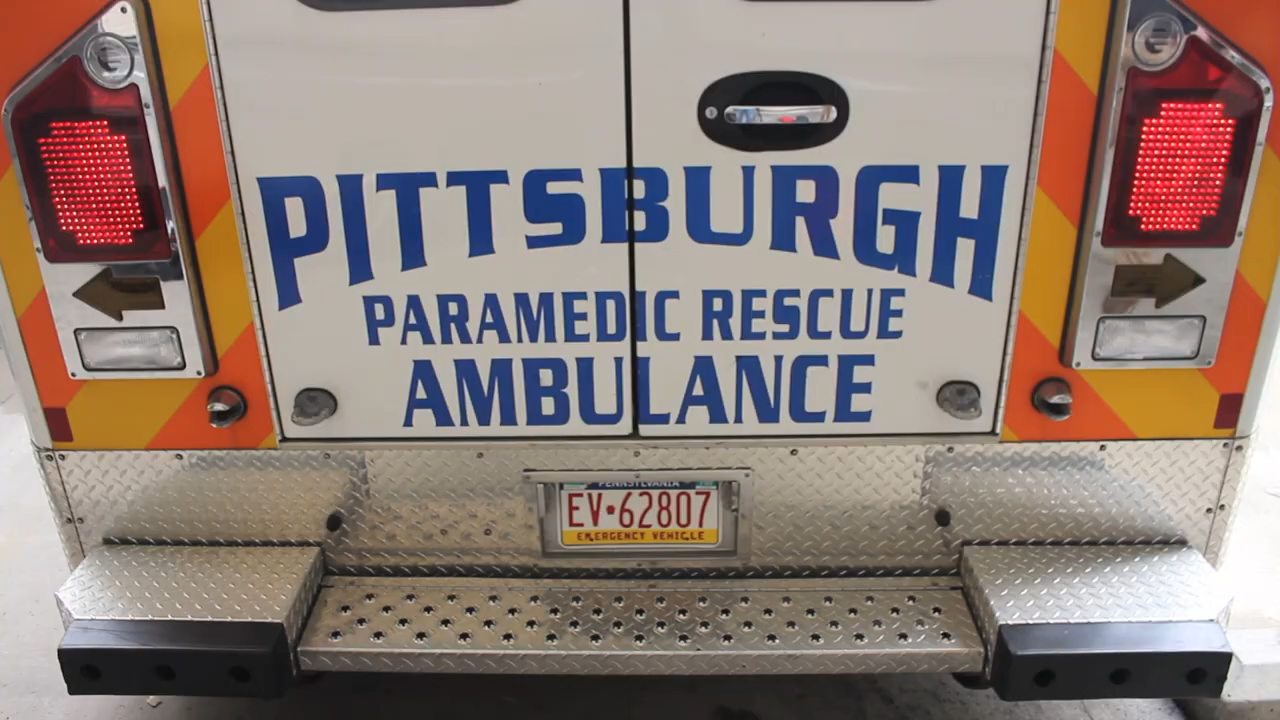 PITTSBURGH
PARAMEDIC RESCUE
AMBULANCE
PENNSYLVANIA
EV•62807
EMERGENCY VEHICLE